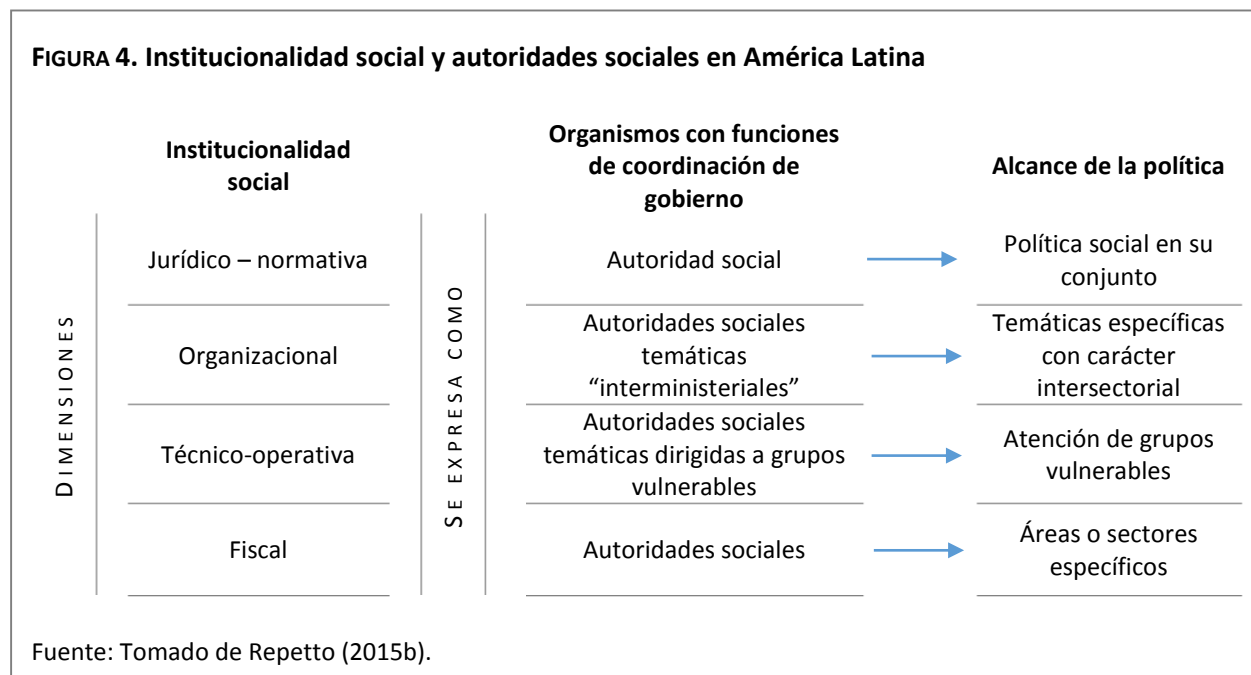 FIGURA 4. Institucionalidad social y autoridades sociales en América Latina
Institucionalidad
social
Organismos con funciones
de coordinación de
gobierno
Alcance de la política
DIMENSIONES
SE EXPRESA COMO
Jurídico – normativa
Autoridad social
Política social en su
conjunto
Organizacional
Autoridades sociales
temáticas
“interministeriales”
Temáticas específicas
con carácter
intersectorial
Técnico-operativa
Autoridades sociales
temáticas dirigidas a grupos
vulnerables
Atención de grupos
vulnerables
Fiscal
Autoridades sociales
Áreas o sectores
específicos
Fuente: Tomado de Repetto (2015b).